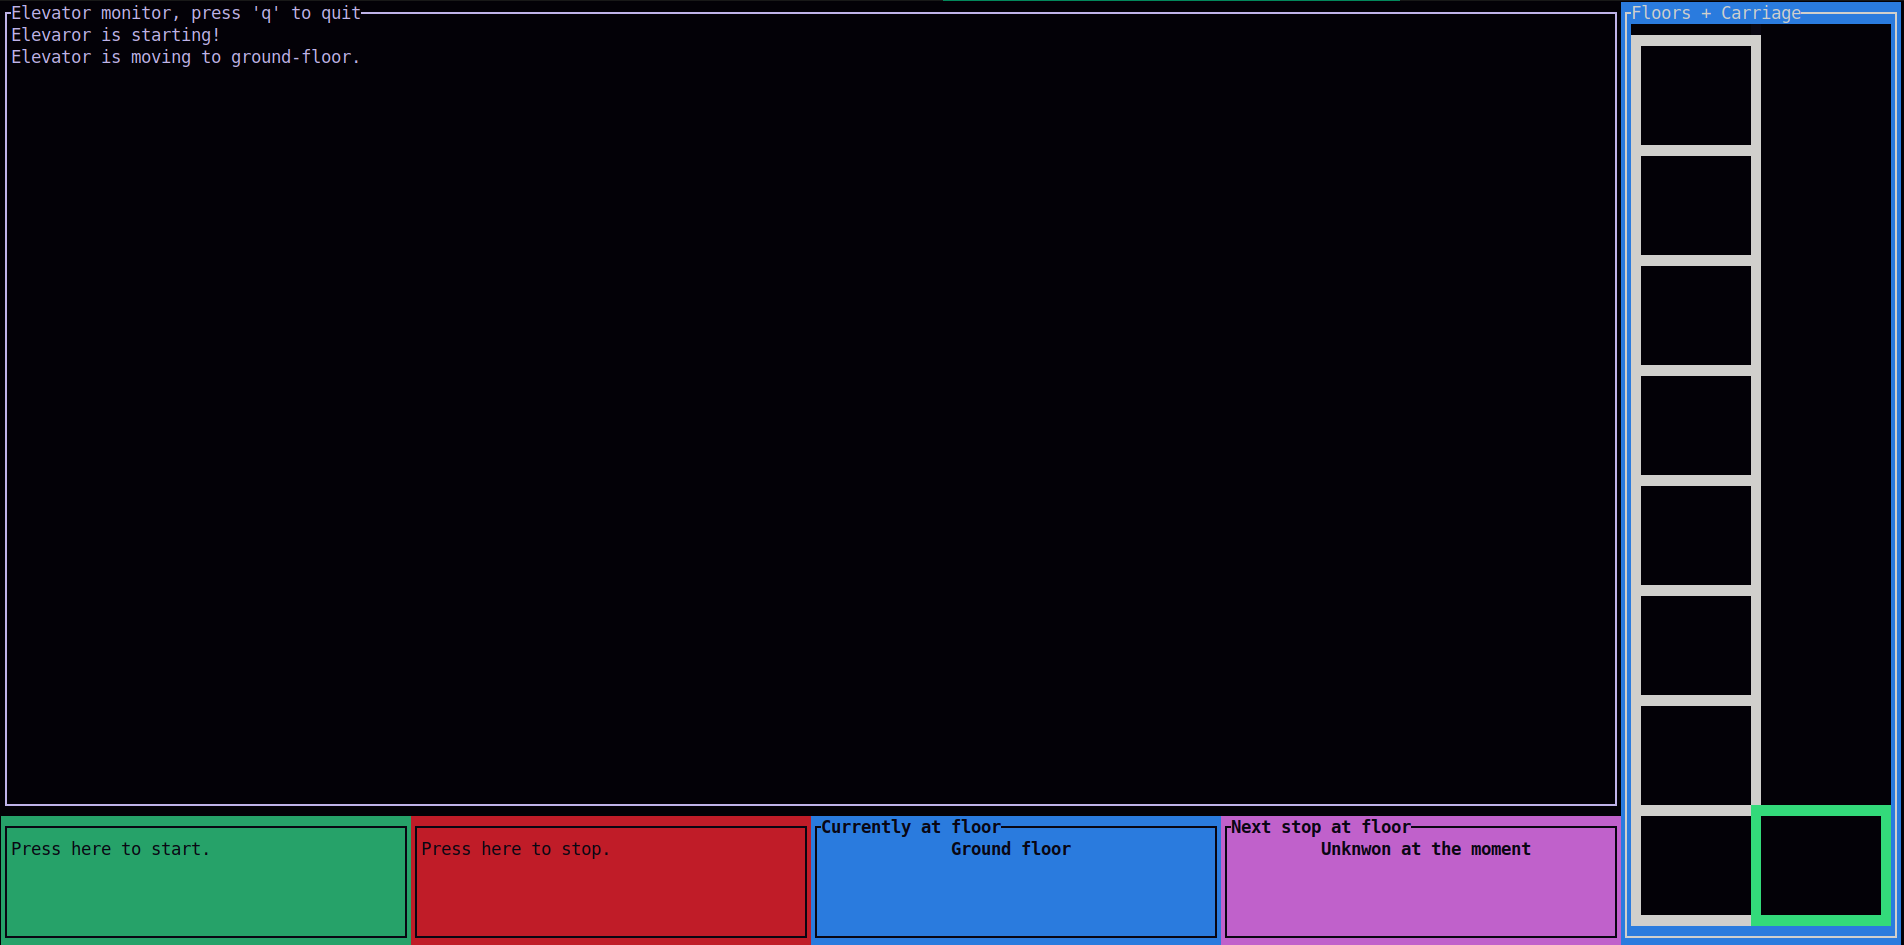 Elevator monitor, press 'q' to quit
Elevaror is starting!
Elevator is moving to ground-floor.
Floors + Carriage
Press here to start.
Press here to stop.
Currently at floor
Ground floor
Next stop at floor
Unknwon at the moment